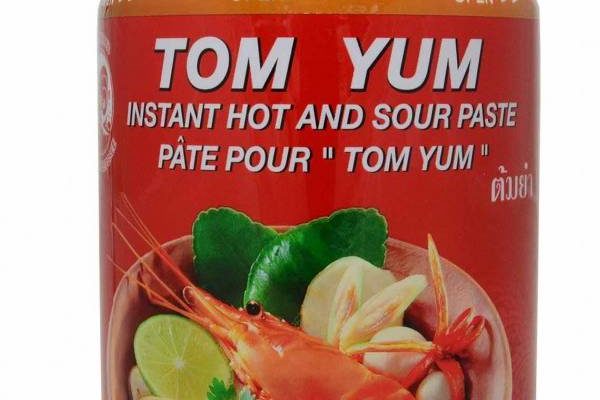 TOM YUM
INSTANT HOT AND SOUR PASTE
PÂTE POUR " TOM YUM "
ต้มยำ